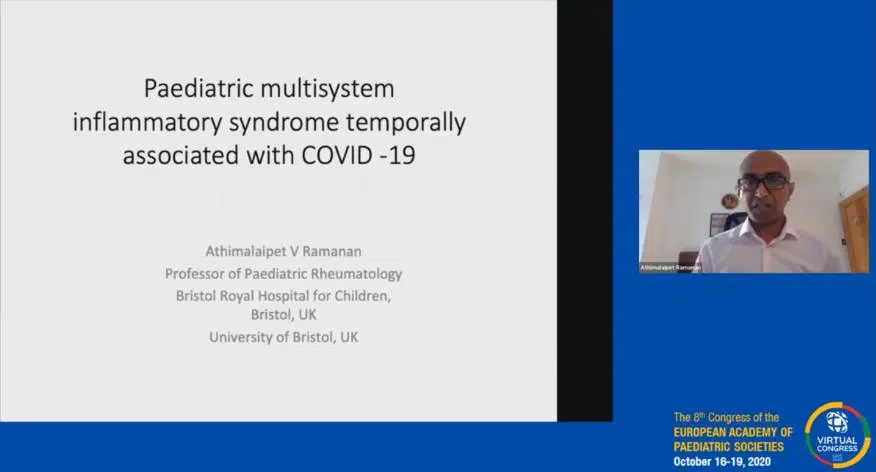 Paediatric multisystem
inflammatory syndrome temporally
associated with COVID -19
Athimalaipet V Ramanan
Professor of Paediatric Rheumatology
Bristol Royal Hospital for Children,
Bristol, UK
University of Bristol, UK
Athimalaipet Ramanan
The 8th Congress of the
EUROPEAN ACADEMY OF
PAEDIATRIC SOCIETIES
October 16-19, 2020
VIRTUAL
CONGRESS